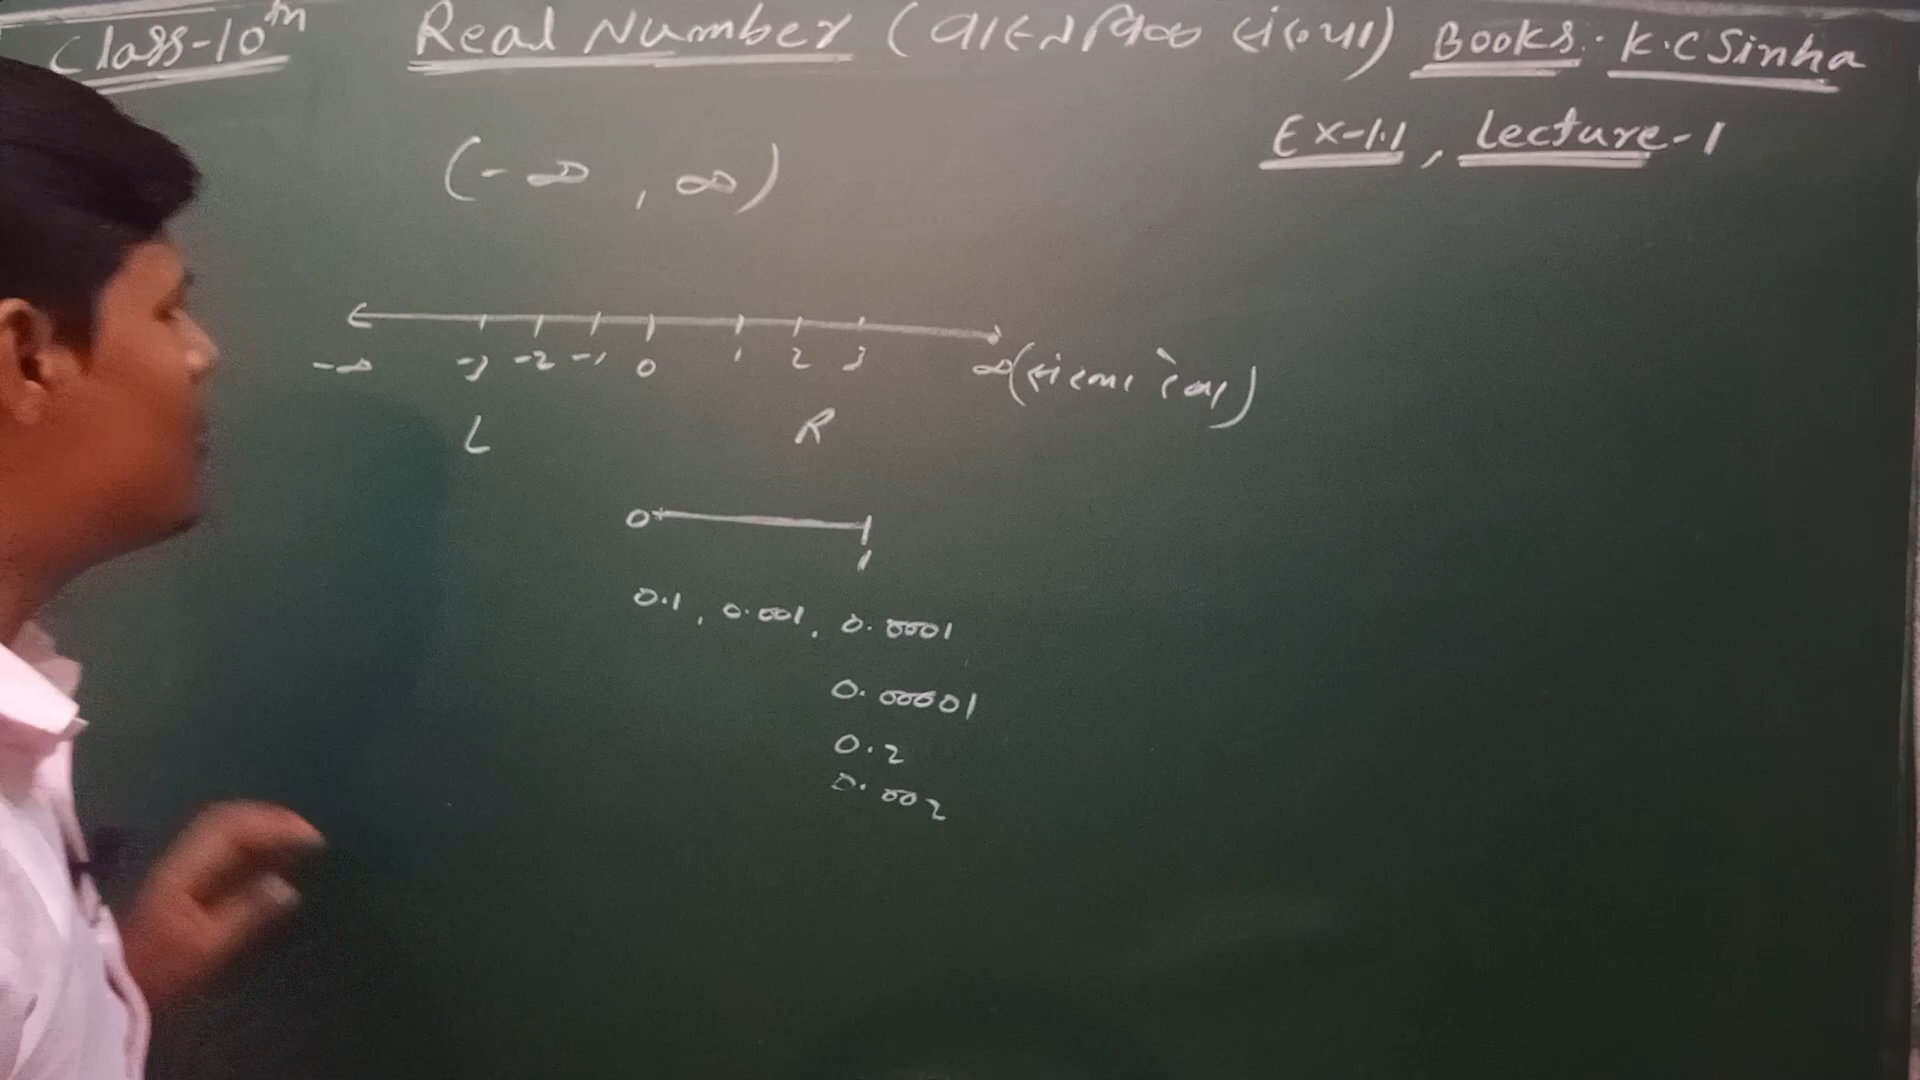 Class-10th Real Number (वास्तविक संख्या) Books:- K.C Sinha
Ex-1.1, Lecture-1
(-∞, ∞)
-∞ -3 -2 -1 0 1 2 3 ∞ (संख्या रेखा)
L R
0 1
0.1, 0.001, 0.0001
0.00001
0.2
0.002